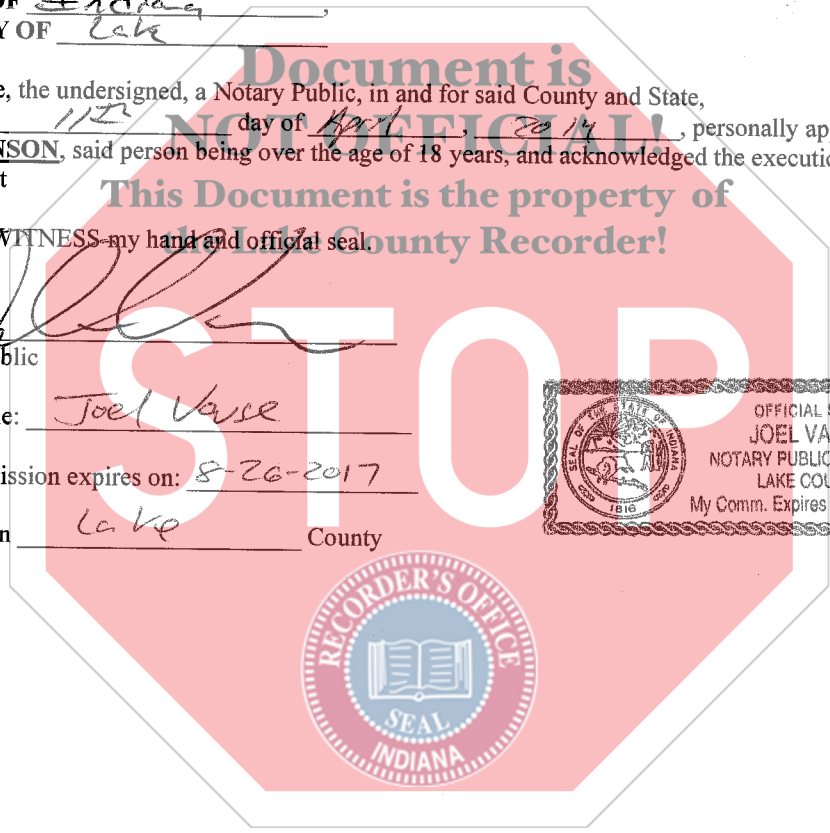 OF Indiana,
Y OF Lake
Document is
e, the undersigned, a Notary Public, in and for said County and State,
11th day of April, 2014, personally ap
NOT OFFICIAL!
NSON, said person being over the age of 18 years, and acknowledged the executio
t
This Document is the property of
WITNESS my hand and official seal.
the Lake County Recorder!
STOP
blic
e: Joel Vause
ission expires on: 8-26-2017
n Lake County
OFFICIAL S
JOEL VA
NOTARY PUBLIC
LAKE COU
My Comm. Expires
SEAL OF THE STATE OF INDIANA
1816
RECORDER'S OFFICE
SEAL
INDIANA